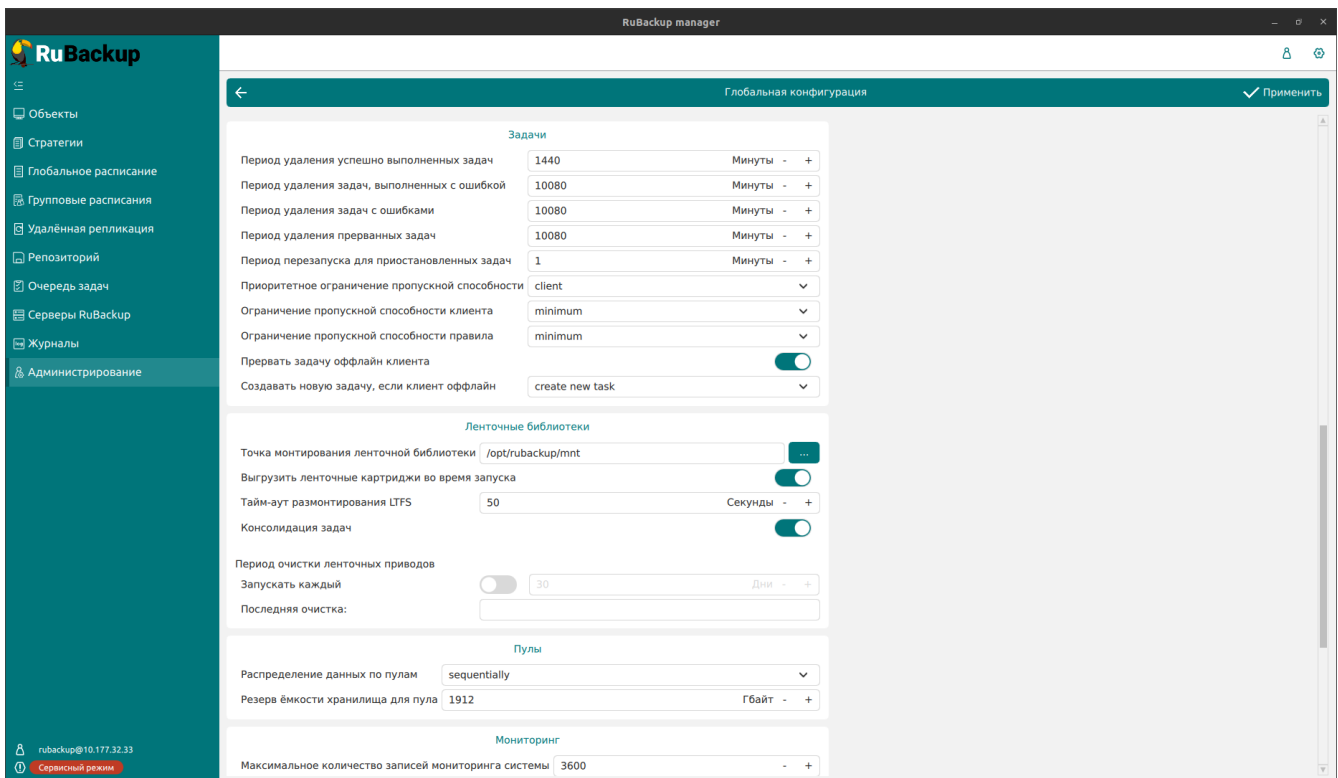 RuBackup manager
RuBackup
Объекты
Стратегии
Глобальное расписание
Групповые расписания
Удалённая репликация
Репозиторий
Очередь задач
Серверы RuBackup
Журналы
Администрирование
rubackup@10.177.32.33
Сервисный режим
Глобальная конфигурация
Применить
Задачи
Период удаления успешно выполненных задач 1440 Минуты - +
Период удаления задач, выполненных с ошибкой 10080 Минуты - +
Период удаления задач с ошибками 10080 Минуты - +
Период удаления прерванных задач 10080 Минуты - +
Период перезапуска для приостановленных задач 1 Минуты - +
Приоритетное ограничение пропускной способности client
Ограничение пропускной способности клиента minimum
Ограничение пропускной способности правила minimum
Прервать задачу оффлайн клиента
Создавать новую задачу, если клиент оффлайн create new task
Ленточные библиотеки
Точка монтирования ленточной библиотеки /opt/rubackup/mnt ...
Выгрузить ленточные картриджи во время запуска
Тайм-аут размонтирования LTFS 50 Секунды - +
Консолидация задач
Период очистки ленточных приводов
Запускать каждый 30 Дни - +
Последняя очистка:
Пулы
Распределение данных по пулам sequentially
Резерв ёмкости хранилища для пула 1912 Гбайт - +
Мониторинг
Максимальное количество записей мониторинга системы 3600 - +